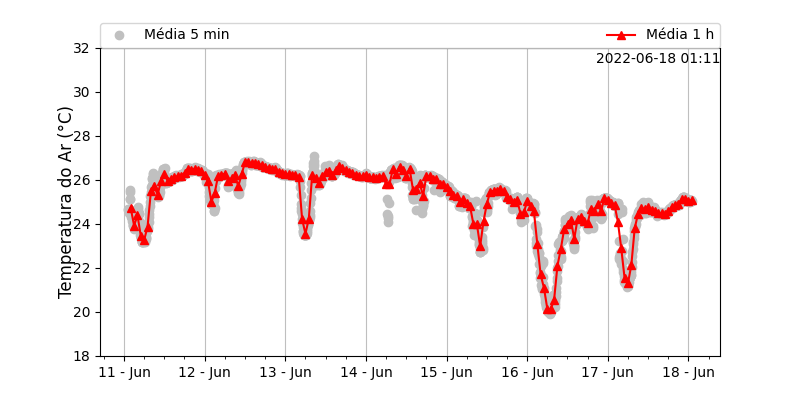 Média 5 min
Média 1 h
2022-06-18 01:11
Temperatura do Ar (°C)
32
30
28
26
24
22
20
18
11 - Jun
12 - Jun
13 - Jun
14 - Jun
15 - Jun
16 - Jun
17 - Jun
18 - Jun